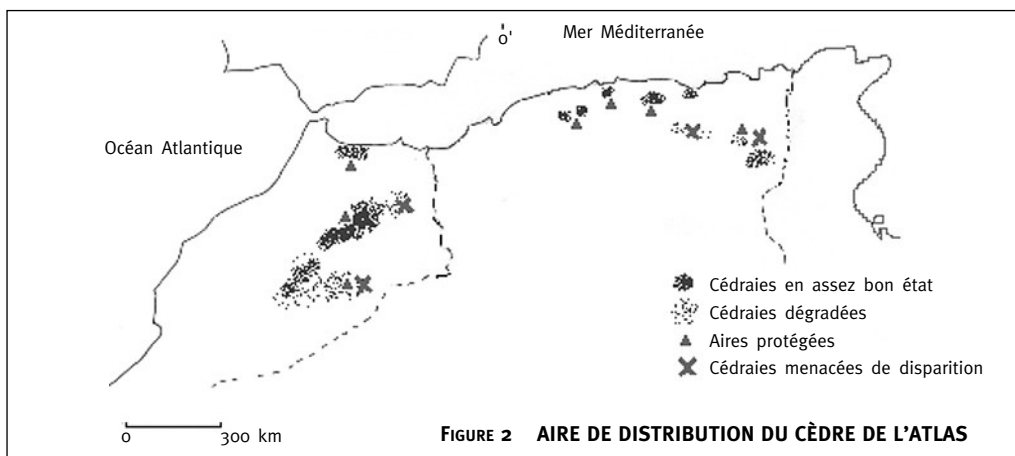 0°
Mer Méditerranée
Océan Atlantique
Cédraies en assez bon état
Cédraies dégradées
Aires protégées
Cédraies menacées de disparition
0 300 km
FIGURE 2 AIRE DE DISTRIBUTION DU CÈDRE DE L'ATLAS